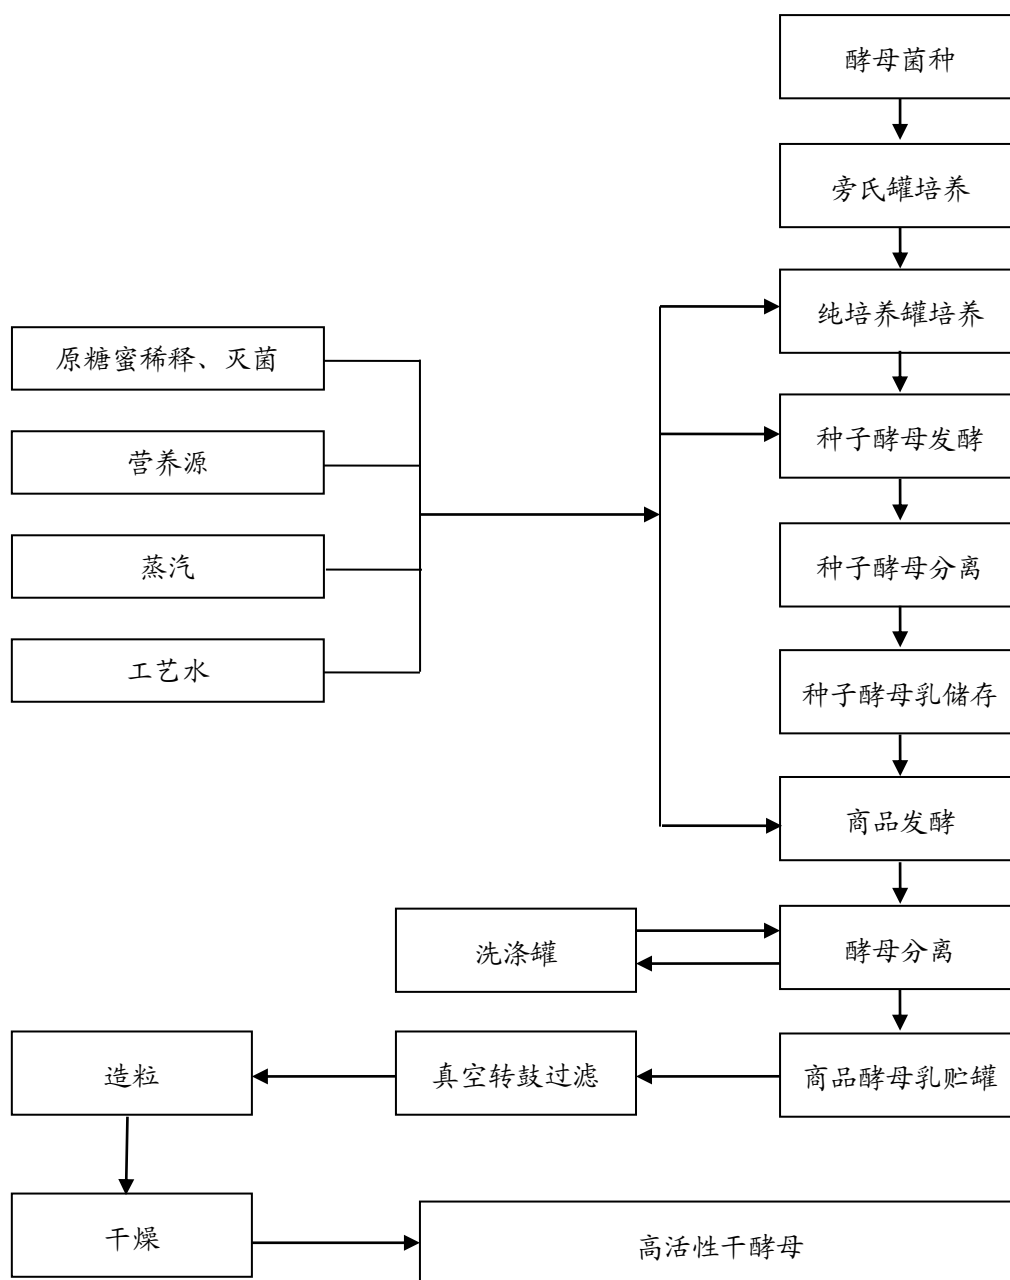 酵母菌种
旁氏罐培养
纯培养罐培养
原糖蜜稀释、灭菌
种子酵母发酵
营养源
种子酵母分离
蒸汽
工艺水
种子酵母乳储存
商品发酵
洗涤罐
酵母分离
造粒
真空转鼓过滤
商品酵母乳贮罐
干燥
高活性干酵母